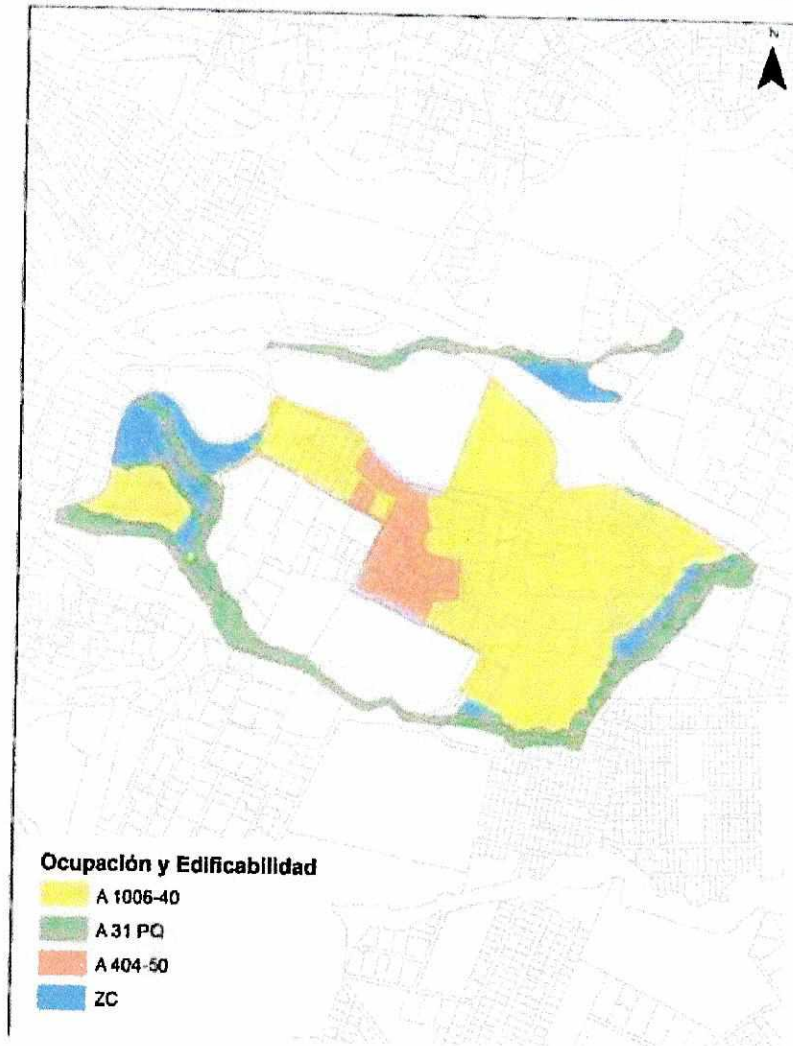 N
Ocupación y Edificabilidad
A 1006-40
A 31 PQ
A 404-50
ZC